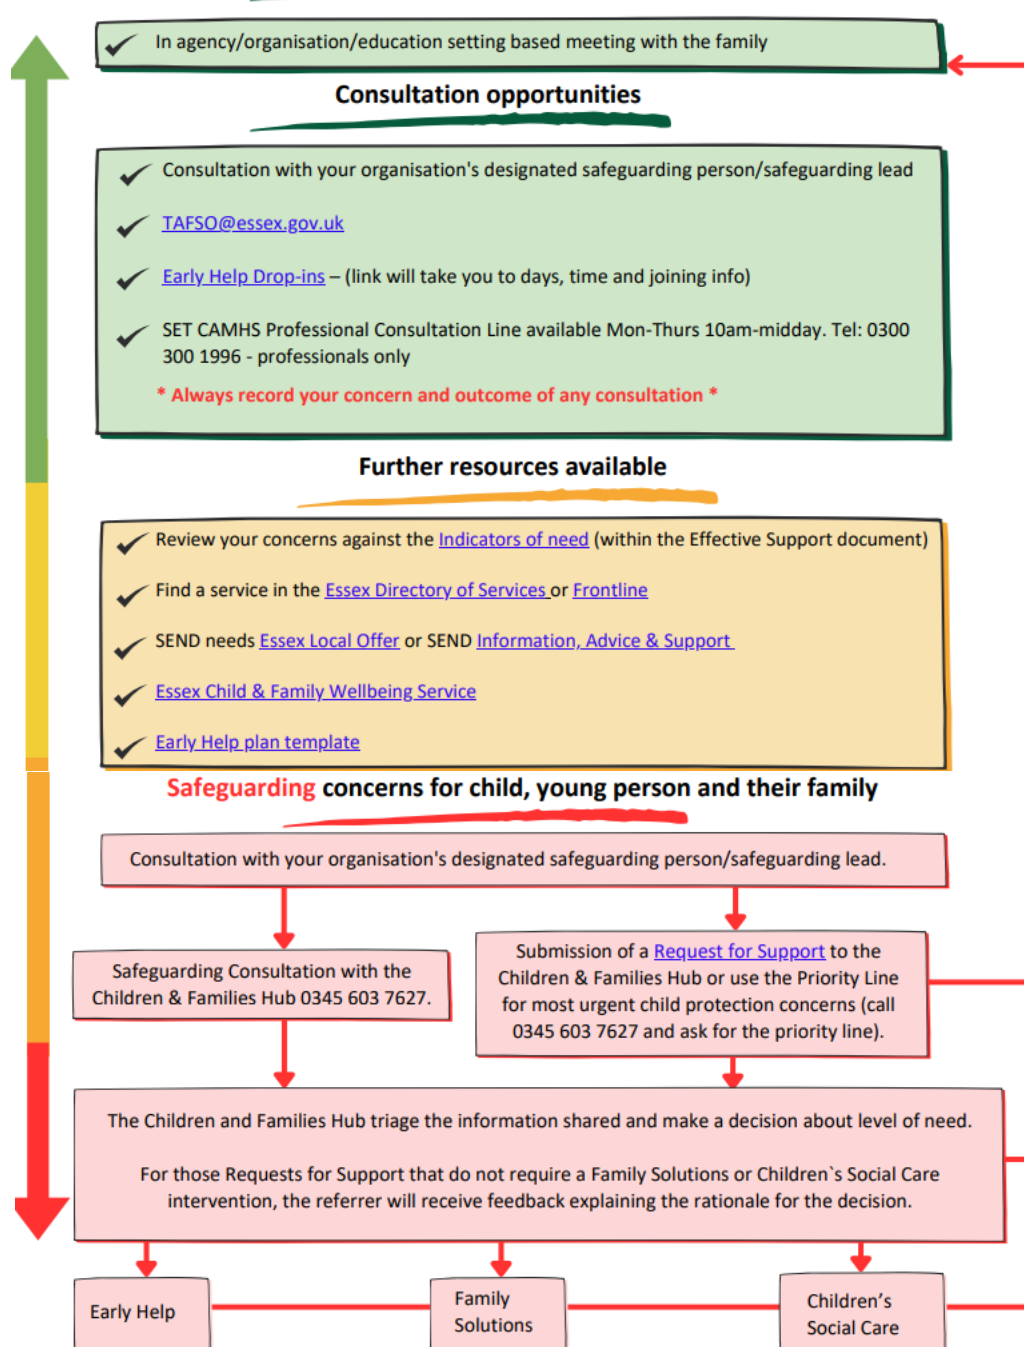 In agency/organisation/education setting based meeting with the family
Consultation opportunities
Consultation with your organisation's designated safeguarding person/safeguarding lead
TAFSO@essex.gov.uk
Early Help Drop-ins – (link will take you to days, time and joining info)
SET CAMHS Professional Consultation Line available Mon-Thurs 10am-midday. Tel: 0300
300 1996 - professionals only
* Always record your concern and outcome of any consultation *
Further resources available
Review your concerns against the Indicators of need (within the Effective Support document)
Find a service in the Essex Directory of Services or Frontline
SEND needs Essex Local Offer or SEND Information, Advice & Support
Essex Child & Family Wellbeing Service
Early Help plan template
Safeguarding concerns for child, young person and their family
Consultation with your organisation's designated safeguarding person/safeguarding lead.
Safeguarding Consultation with the
Children & Families Hub 0345 603 7627.
Submission of a Request for Support to the
Children & Families Hub or use the Priority Line
for most urgent child protection concerns (call
0345 603 7627 and ask for the priority line).
The Children and Families Hub triage the information shared and make a decision about level of need.
For those Requests for Support that do not require a Family Solutions or Children`s Social Care
intervention, the referrer will receive feedback explaining the rationale for the decision.
Early Help
Family
Solutions
Children's
Social Care